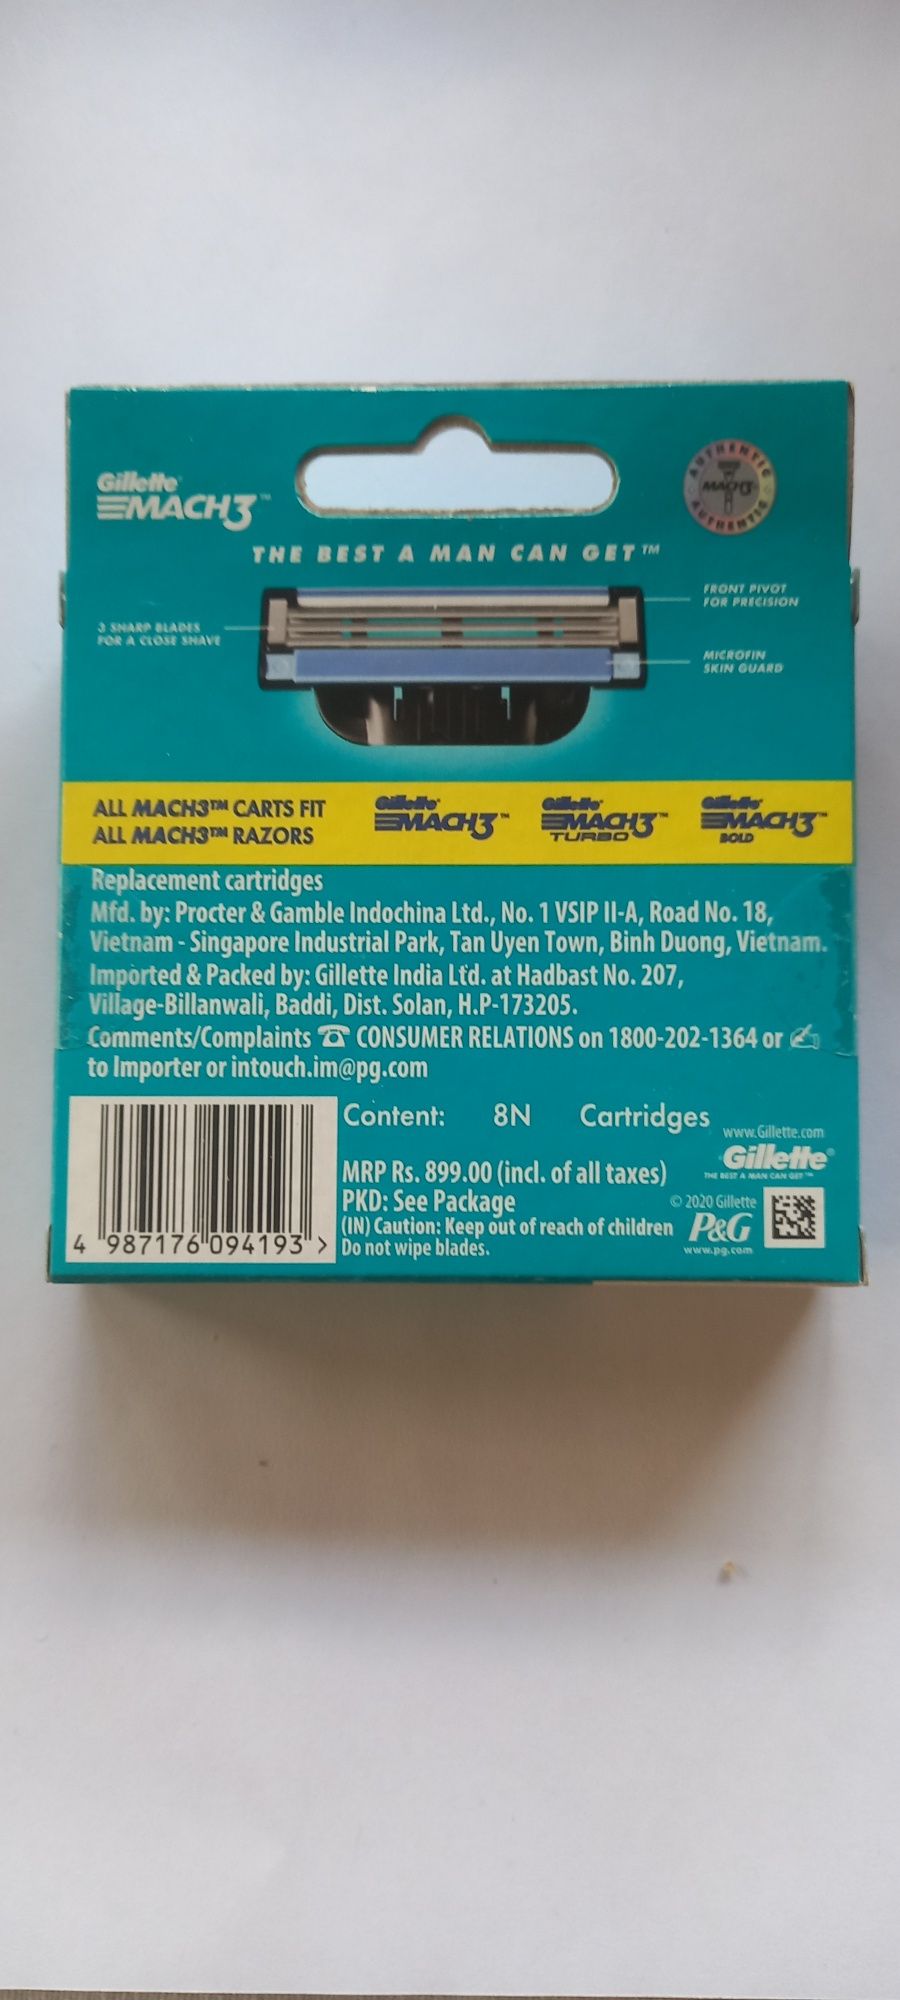 Gillette
MACH3™
AUTHENTIC
MACH3
AUTHENTIC
THE BEST A MAN CAN GET™
FRONT PIVOT
FOR PRECISION
3 SHARP BLADES
FOR A CLOSE SHAVE
MICROFIN
SKIN GUARD
ALL MACH3™ CARTS FIT
ALL MACH3™ RAZORS
Gillette
MACH3™
Gillette
MACH3™
TURBO
Gillette
MACH3™
BOLD
Replacement cartridges
Mfd. by: Procter & Gamble Indochina Ltd., No. 1 VSIP II-A, Road No. 18,
Vietnam - Singapore Industrial Park, Tan Uyen Town, Binh Duong, Vietnam.
Imported & Packed by: Gillette India Ltd. at Hadbast No. 207,
Village-Billanwali, Baddi, Dist. Solan, H.P-173205.
Comments/Complaints ☎ CONSUMER RELATIONS on 1800-202-1364 or ✍
to Importer or intouch.im@pg.com
Content: 8N Cartridges
MRP Rs. 899.00 (incl. of all taxes)
PKD: See Package
(IN) Caution: Keep out of reach of children
Do not wipe blades.
4 987176 094193 >
www.Gillette.com
Gillette®
THE BEST A MAN CAN GET™
© 2020 Gillette
P&G
www.pg.com